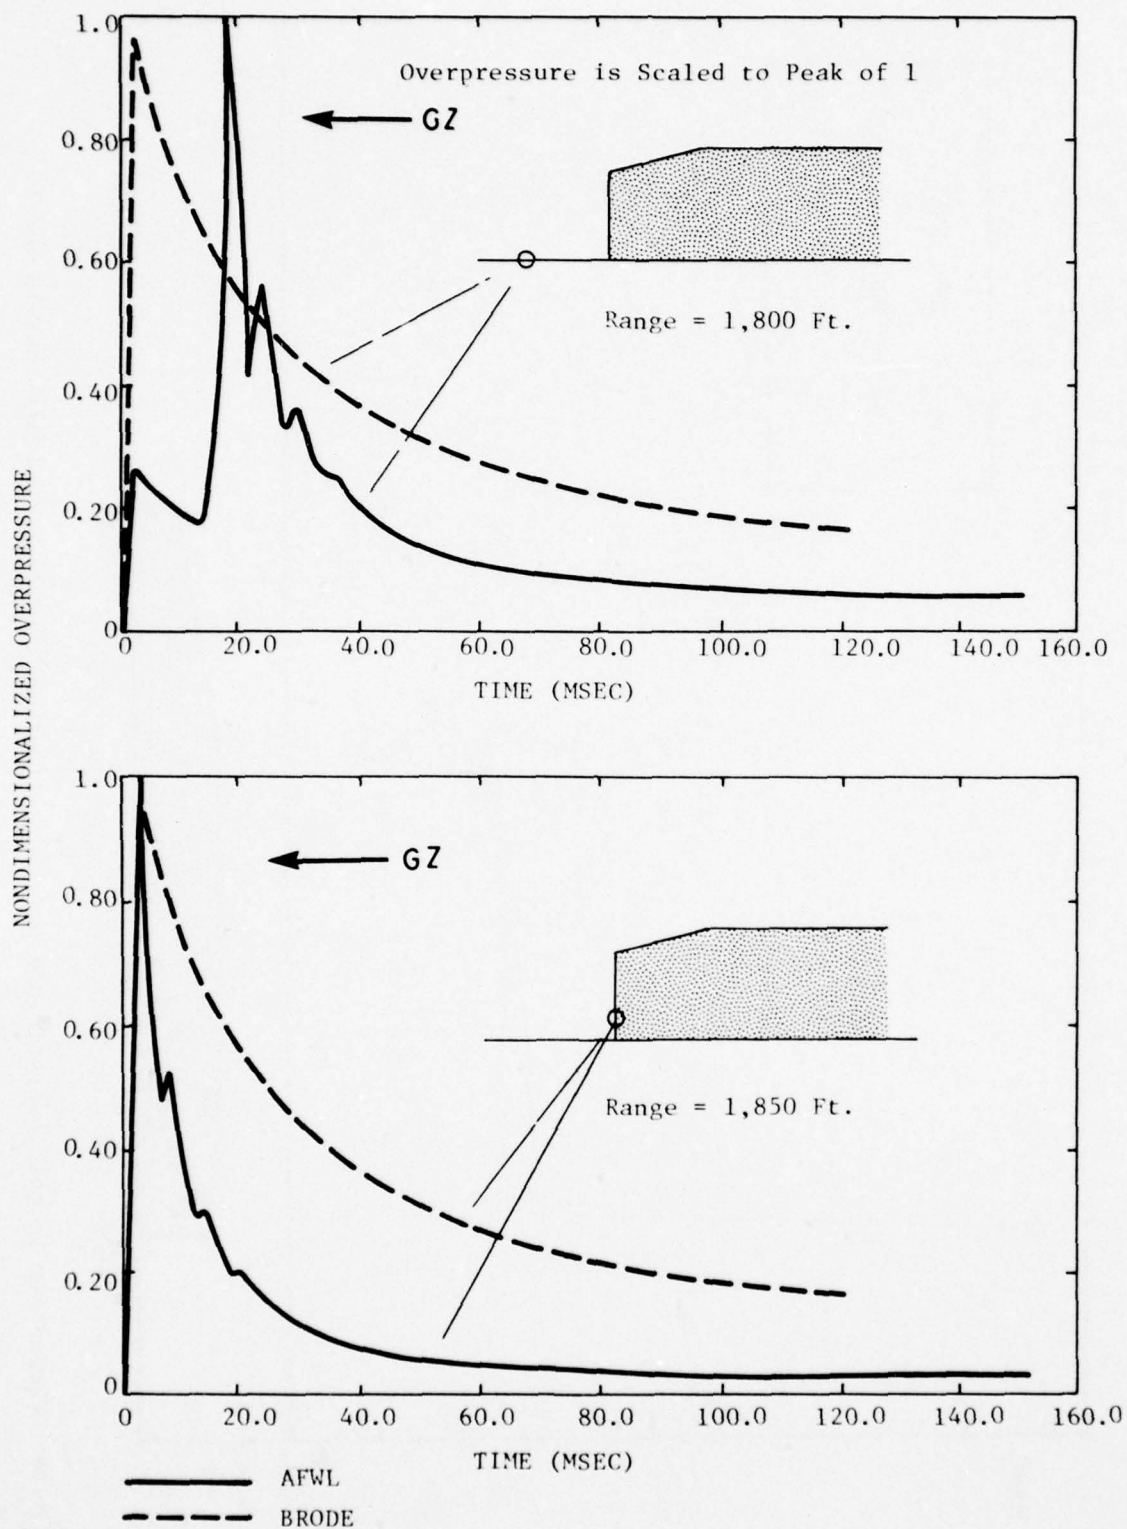 Overpressure is Scaled to Peak of 1
GZ
Range = 1,800 Ft.
1.0
0.80
0.60
0.40
0.20
0
0 20.0 40.0 60.0 80.0 100.0 120.0 140.0 160.0
TIME (MSEC)
NONDIMENSIONALIZED OVERPRESSURE
GZ
Range = 1,850 Ft.
1.0
0.80
0.60
0.40
0.20
0
0 20.0 40.0 60.0 80.0 100.0 120.0 140.0 160.0
TIME (MSEC)
AFWL
BRODE